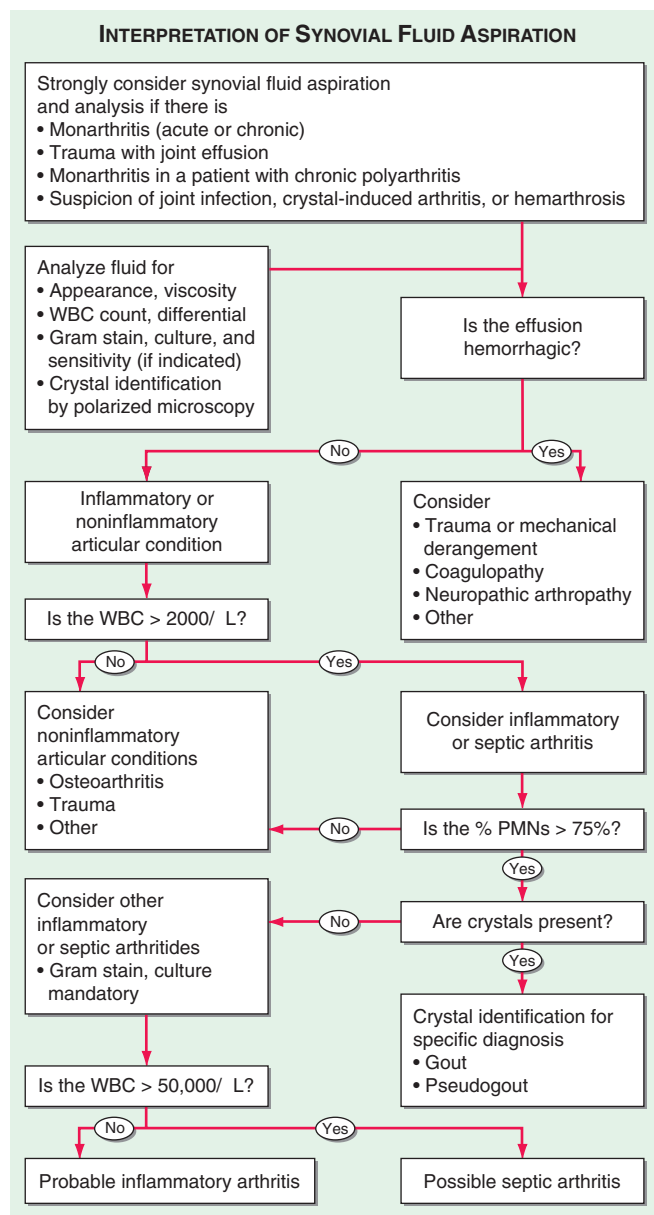 INTERPRETATION OF SYNOVIAL FLUID ASPIRATION
Strongly consider synovial fluid aspiration
and analysis if there is
• Monarthritis (acute or chronic)
• Trauma with joint effusion
• Monarthritis in a patient with chronic polyarthritis
• Suspicion of joint infection, crystal-induced arthritis, or hemarthrosis
Analyze fluid for
• Appearance, viscosity
• WBC count, differential
• Gram stain, culture, and
sensitivity (if indicated)
• Crystal identification
by polarized microscopy
Is the effusion
hemorrhagic?
No
Yes
Inflammatory or
noninflammatory
articular condition
Consider
• Trauma or mechanical
derangement
• Coagulopathy
• Neuropathic arthropathy
• Other
Is the WBC > 2000/ L?
No
Yes
Consider
noninflammatory
articular conditions
• Osteoarthritis
• Trauma
• Other
Consider inflammatory
or septic arthritis
No
Is the % PMNs > 75%?
Yes
Consider other
inflammatory
or septic arthritides
• Gram stain, culture
mandatory
No
Are crystals present?
Yes
Crystal identification for
specific diagnosis
• Gout
• Pseudogout
Is the WBC > 50,000/ L?
No
Yes
Probable inflammatory arthritis
Possible septic arthritis